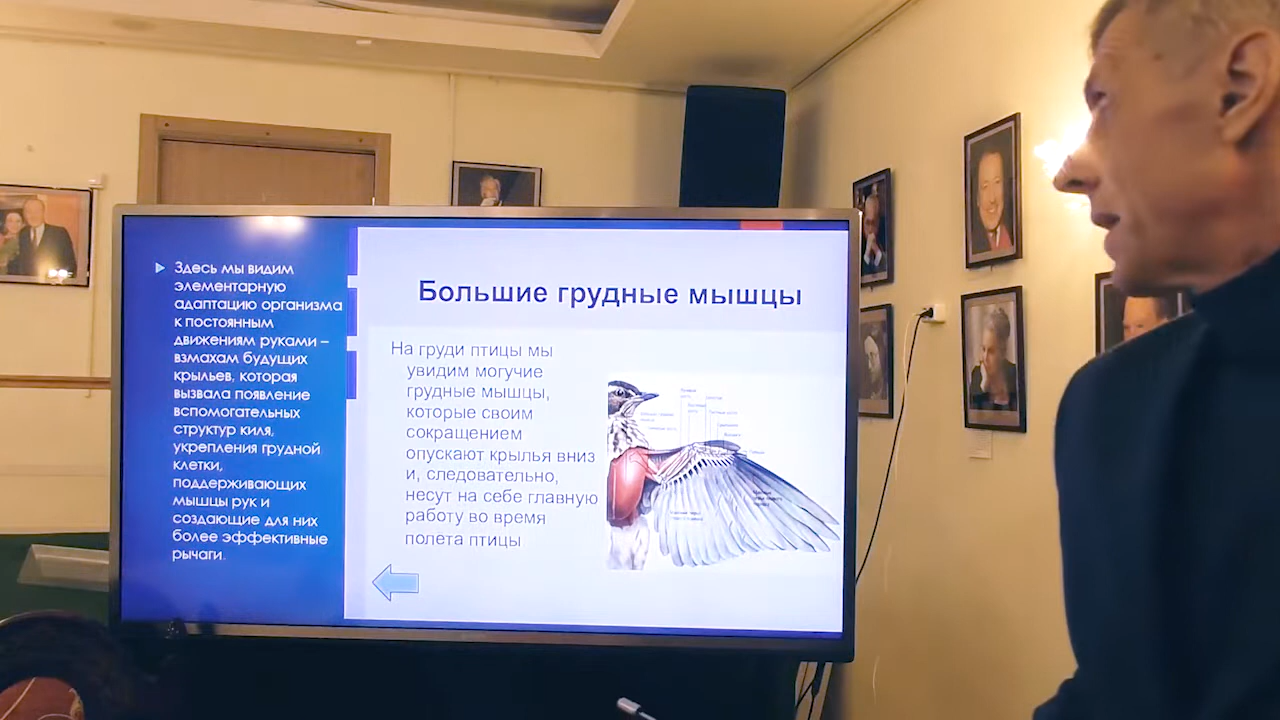 Здесь мы видим
элементарную
адаптацию организма
к постоянным
движениям руками –
взмахам будущих
крыльев, которая
вызвала появление
вспомогательных
структур киля,
укрепления грудной
клетки,
поддерживающих
мышцы рук и
создающие для них
более эффективные
рычаги.
Большие грудные мышцы
На груди птицы мы
увидим могучие
грудные мышцы,
которые своим
сокращением
опускают крылья вниз
и, следовательно,
несут на себе главную
работу во время
полета птицы